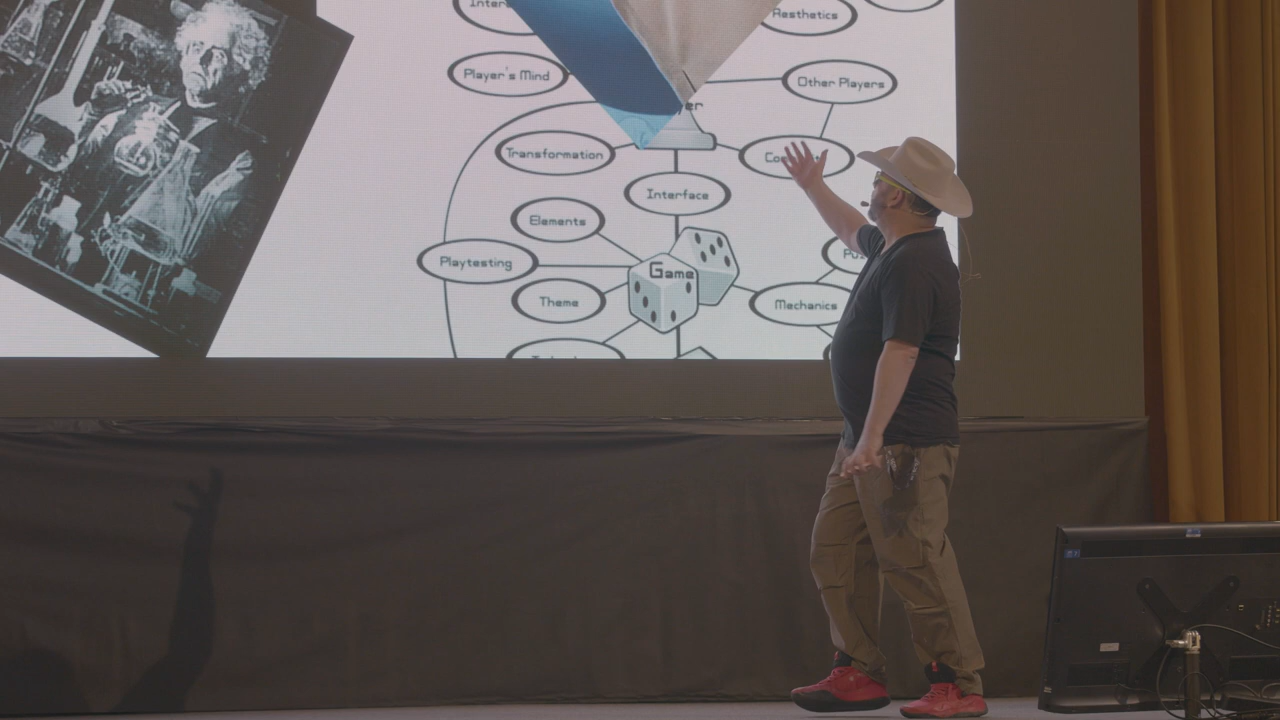 Aesthetics
Player's Mind
Other Players
Transformation
Interface
Elements
Playtesting
Game
Theme
Mechanics